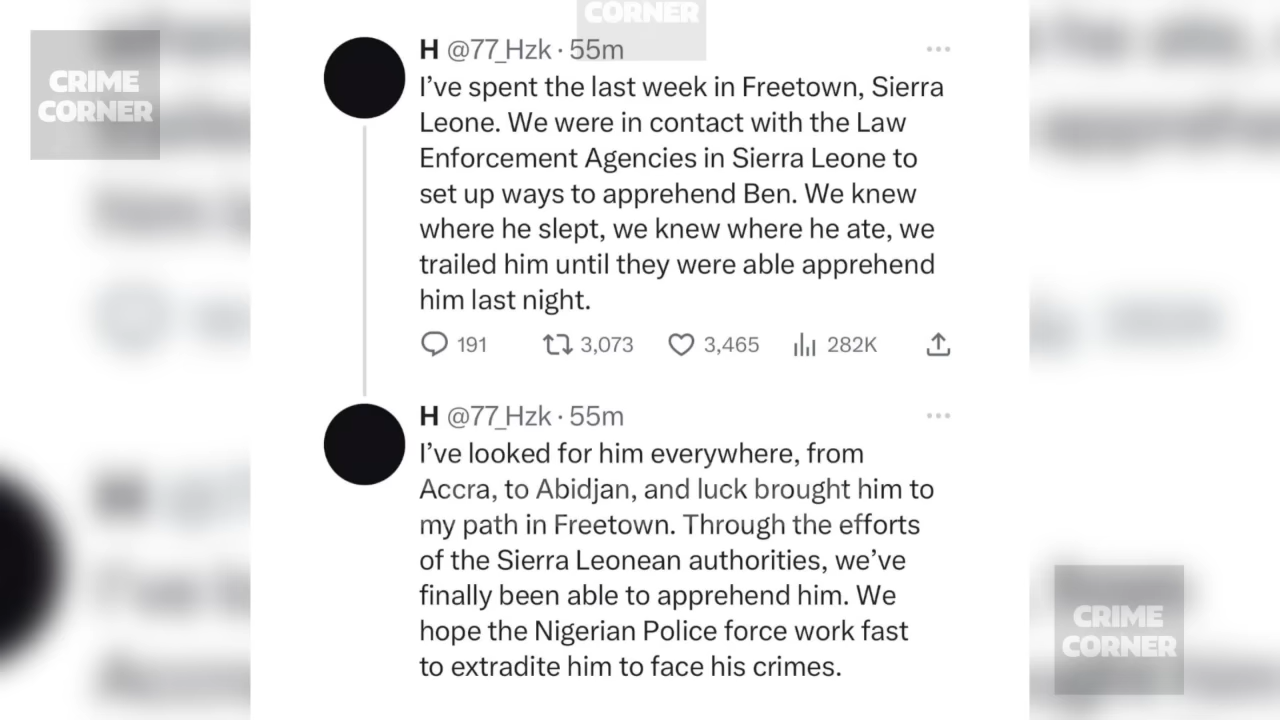 CORNER
CRIME
CORNER
H @77_Hzk · 55m
I’ve spent the last week in Freetown, Sierra
Leone. We were in contact with the Law
Enforcement Agencies in Sierra Leone to
set up ways to apprehend Ben. We knew
where he slept, we knew where he ate, we
trailed him until they were able apprehend
him last night.
191 3,073 3,465 282K
H @77_Hzk · 55m
I’ve looked for him everywhere, from
Accra, to Abidjan, and luck brought him to
my path in Freetown. Through the efforts
of the Sierra Leonean authorities, we’ve
finally been able to apprehend him. We
hope the Nigerian Police force work fast
to extradite him to face his crimes.
CRIME
CORNER